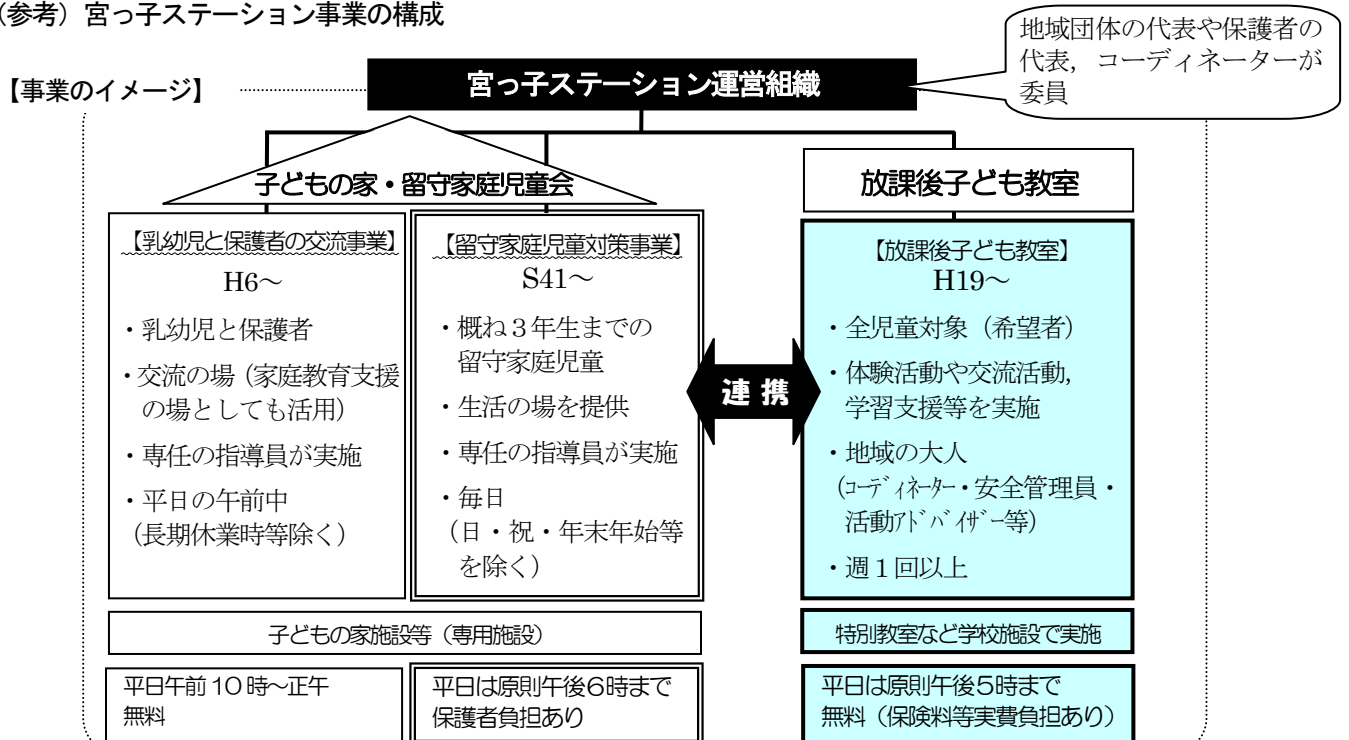 （参考）宮っ子ステーション事業の構成
地域団体の代表や保護者の
代表，コーディネーターが
委員
【事業のイメージ】
宮っ子ステーション運営組織
子どもの家・留守家庭児童会
【乳幼児と保護者の交流事業】
H6～
・乳幼児と保護者
・交流の場（家庭教育支援
の場としても活用）
・専任の指導員が実施
・平日の午前中
（長期休業時等除く）
【留守家庭児童対策事業】
S41～
・概ね３年生までの
留守家庭児童
・生活の場を提供
・専任の指導員が実施
・毎日
（日・祝・年末年始等
を除く）
連携
放課後子ども教室
【放課後子ども教室】
H19～
・全児童対象（希望者）
・体験活動や交流活動，
学習支援等を実施
・地域の大人
（ｺｰﾃﾞｨﾈｰﾀｰ・安全管理員・
活動ｱﾄﾞﾊﾞｲｻﾞｰ等）
・週１回以上
子どもの家施設等（専用施設）
特別教室など学校施設で実施
平日午前１０時～正午
無料
平日は原則午後６時まで
保護者負担あり
平日は原則午後５時まで
無料（保険料等実費負担あり）